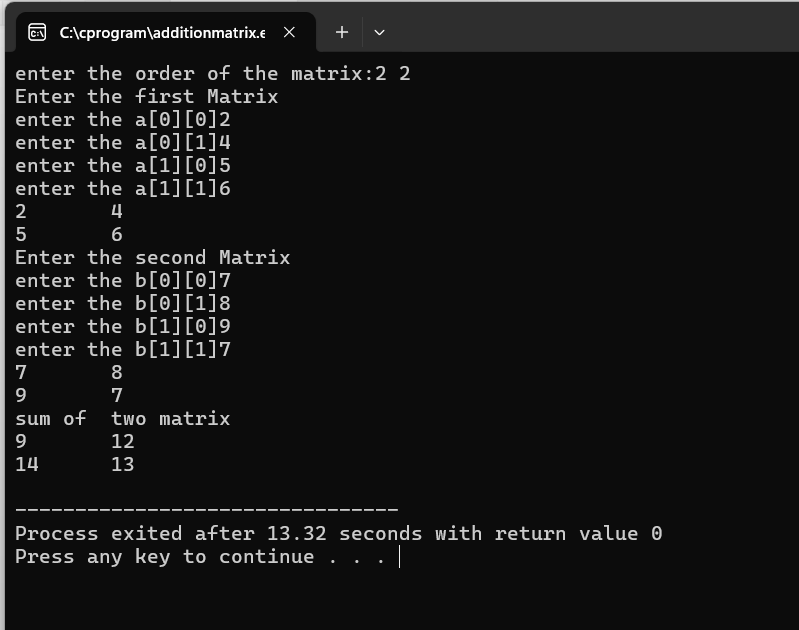 C:\cprogram\additionmatrix.e
enter the order of the matrix:2 2
Enter the first Matrix
enter the a[0][0]2
enter the a[0][1]4
enter the a[1][0]5
enter the a[1][1]6
2       4
5       6
Enter the second Matrix
enter the b[0][0]7
enter the b[0][1]8
enter the b[1][0]9
enter the b[1][1]7
7       8
9       7
sum of  two matrix
9       12
14      13
--------------------------------
Process exited after 13.32 seconds with return value 0
Press any key to continue . . .